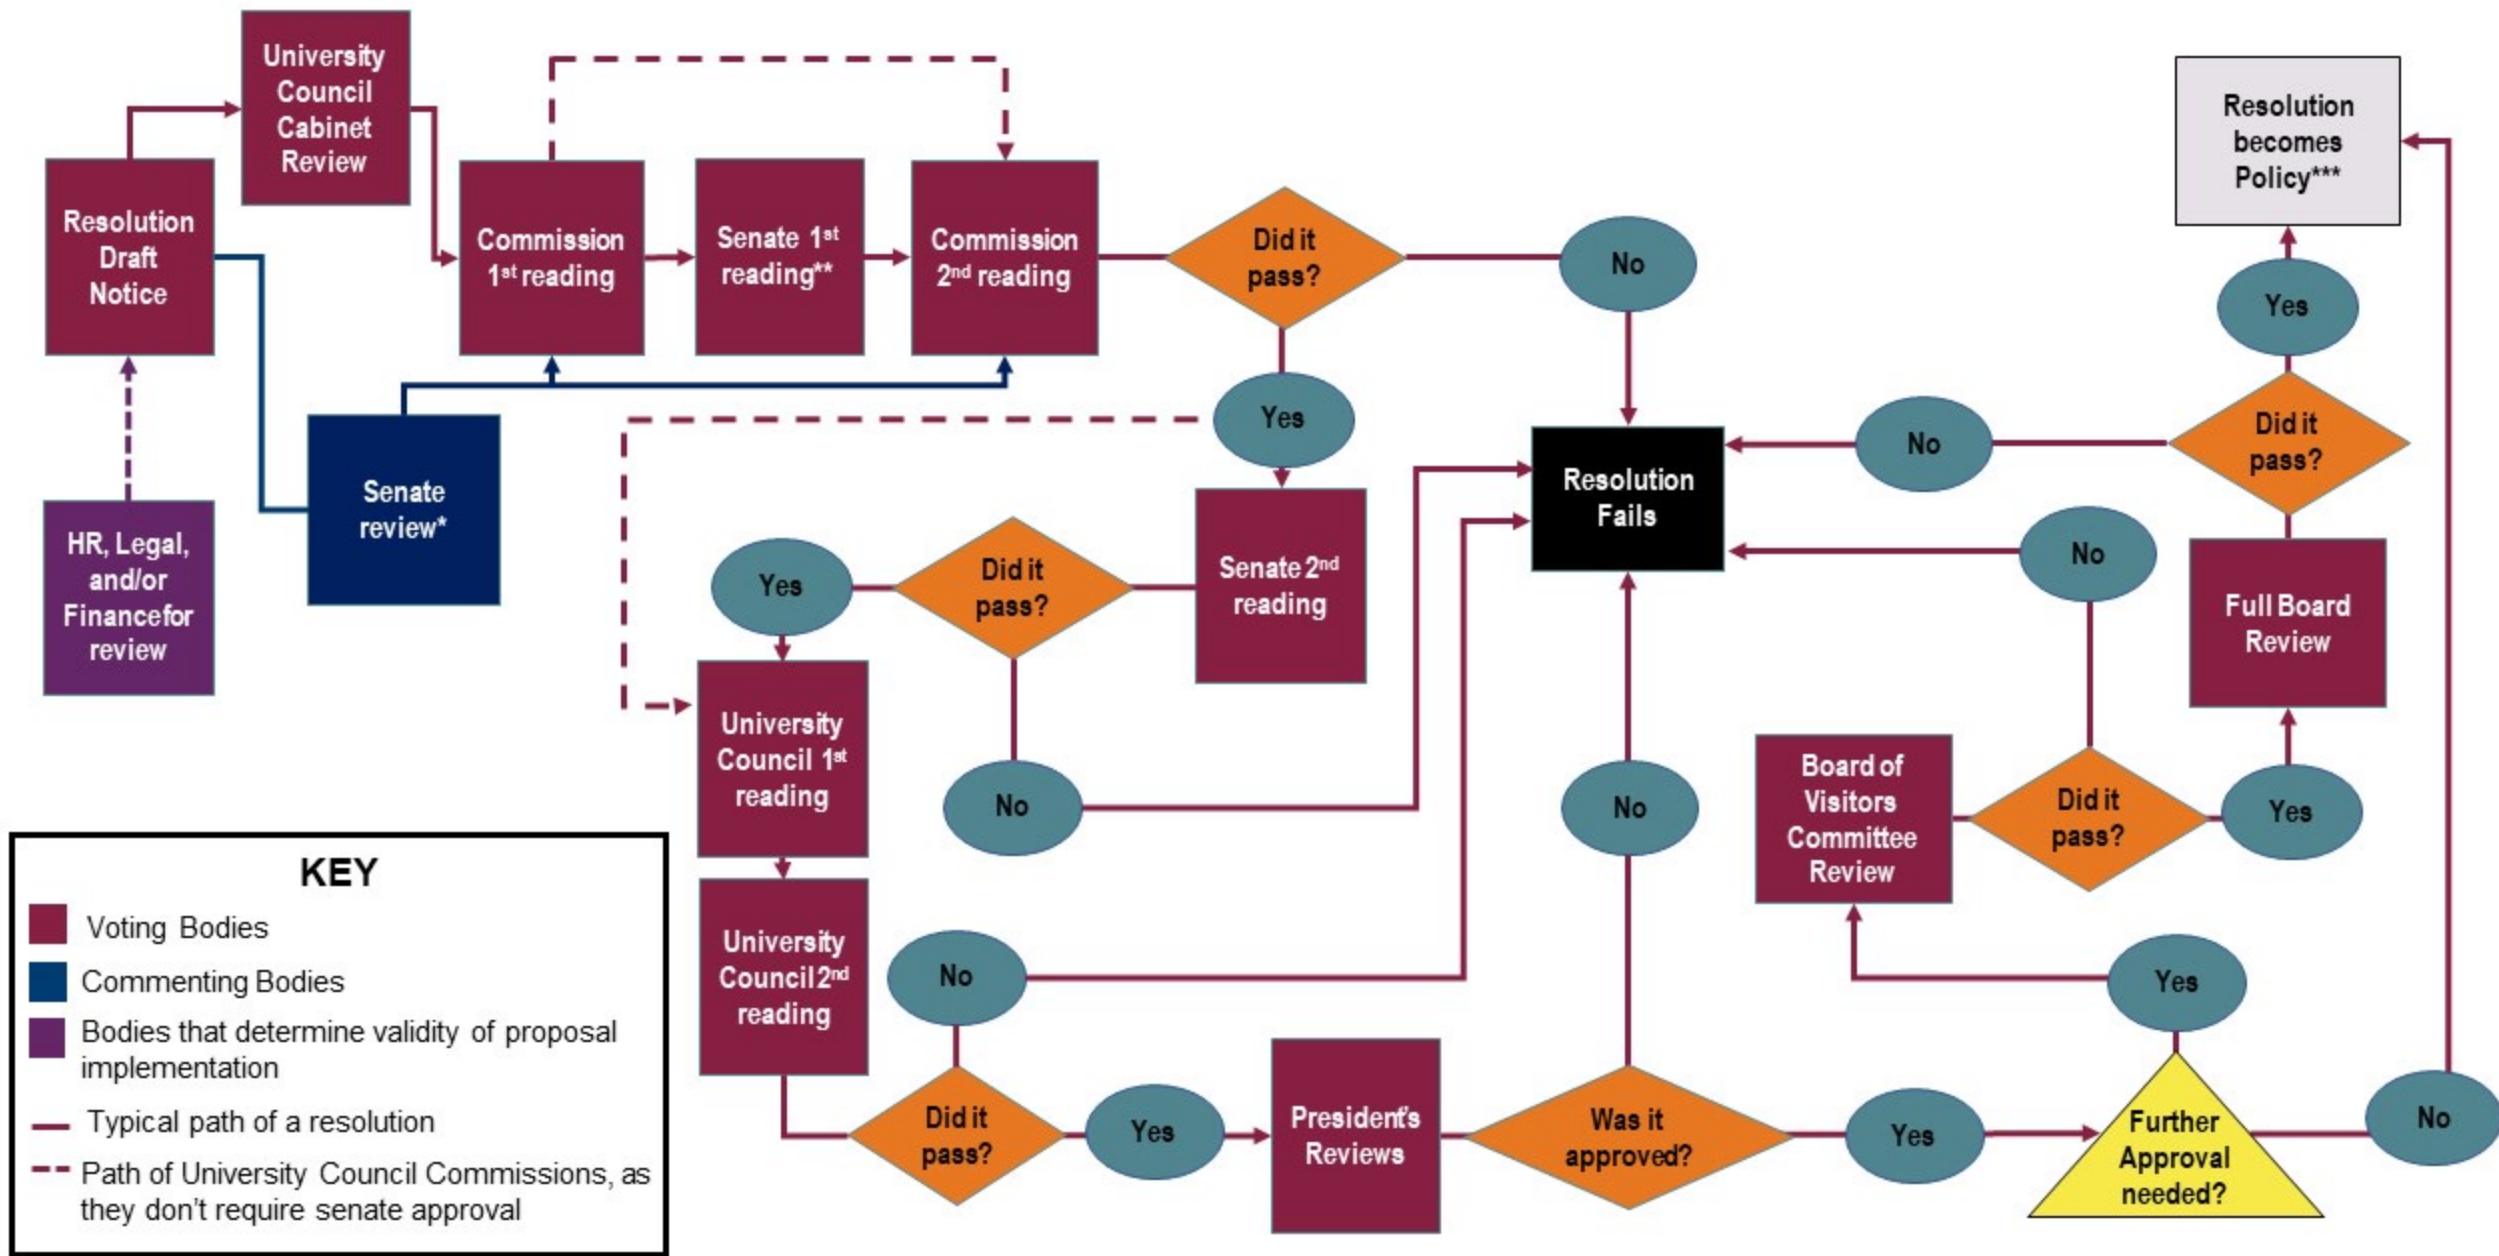 University
Council
Cabinet
Review
Resolution
Draft
Notice
HR, Legal,
and/or
Financefor
review
Senate
review*
Commission
1st reading
Senate 1st
reading**
Commission
2nd reading
Did it
pass?
No
Yes
Senate 2nd
reading
Did it
pass?
Yes
No
University
Council 1st
reading
University
Council2nd
reading
No
Did it
pass?
Yes
President's
Reviews
Was it
approved?
No
Yes
Resolution
Fails
Further
Approval
needed?
Yes
No
Board of
Visitors
Committee
Review
Did it
pass?
No
Yes
Full Board
Review
Did it
pass?
No
Yes
Resolution
becomes
Policy***
KEY
Voting Bodies
Commenting Bodies
Bodies that determine validity of proposal
implementation
Typical path of a resolution
Path of University Council Commissions, as
they don't require senate approval